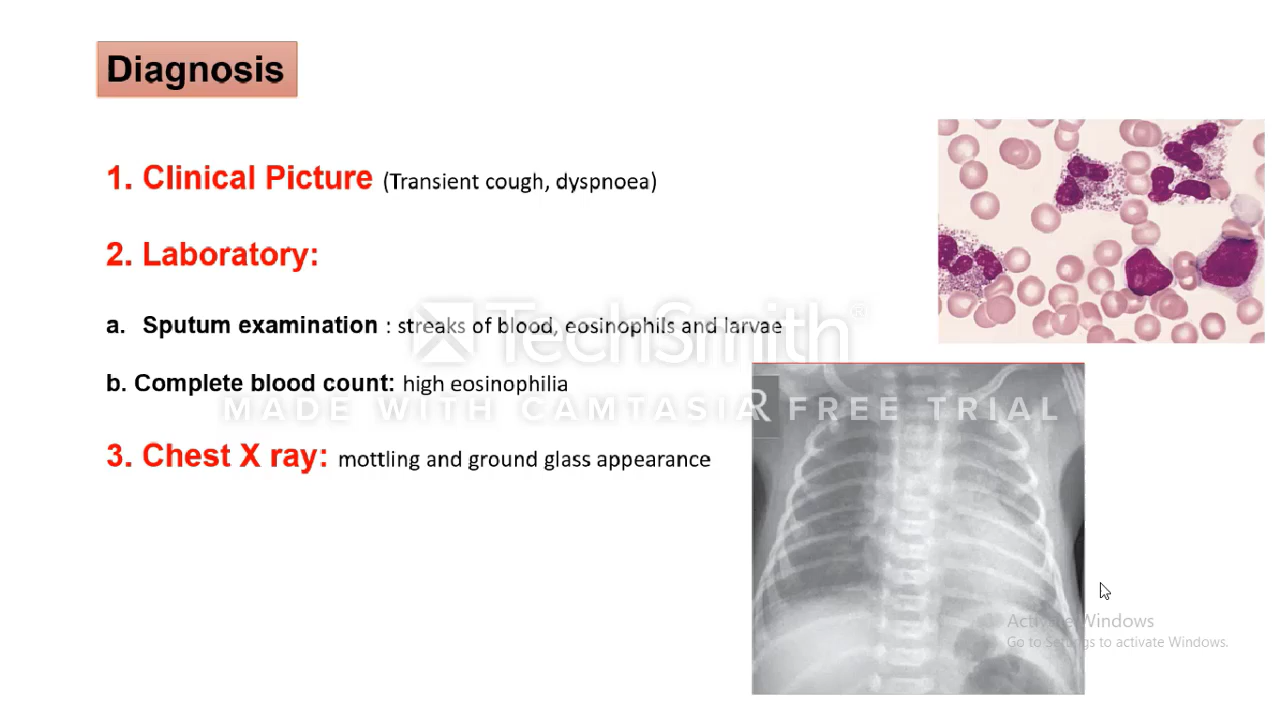 Diagnosis
1. Clinical Picture (Transient cough, dyspnoea)
2. Laboratory:
a. Sputum examination : streaks of blood, eosinophils and larvae
TechSmith®
b. Complete blood count: high eosinophilia
R
MADE WITH CAMTASIA FREE TRIAL
3. Chest X ray: mottling and ground glass appearance
Activate Windows
Go to Settings to activate Windows.